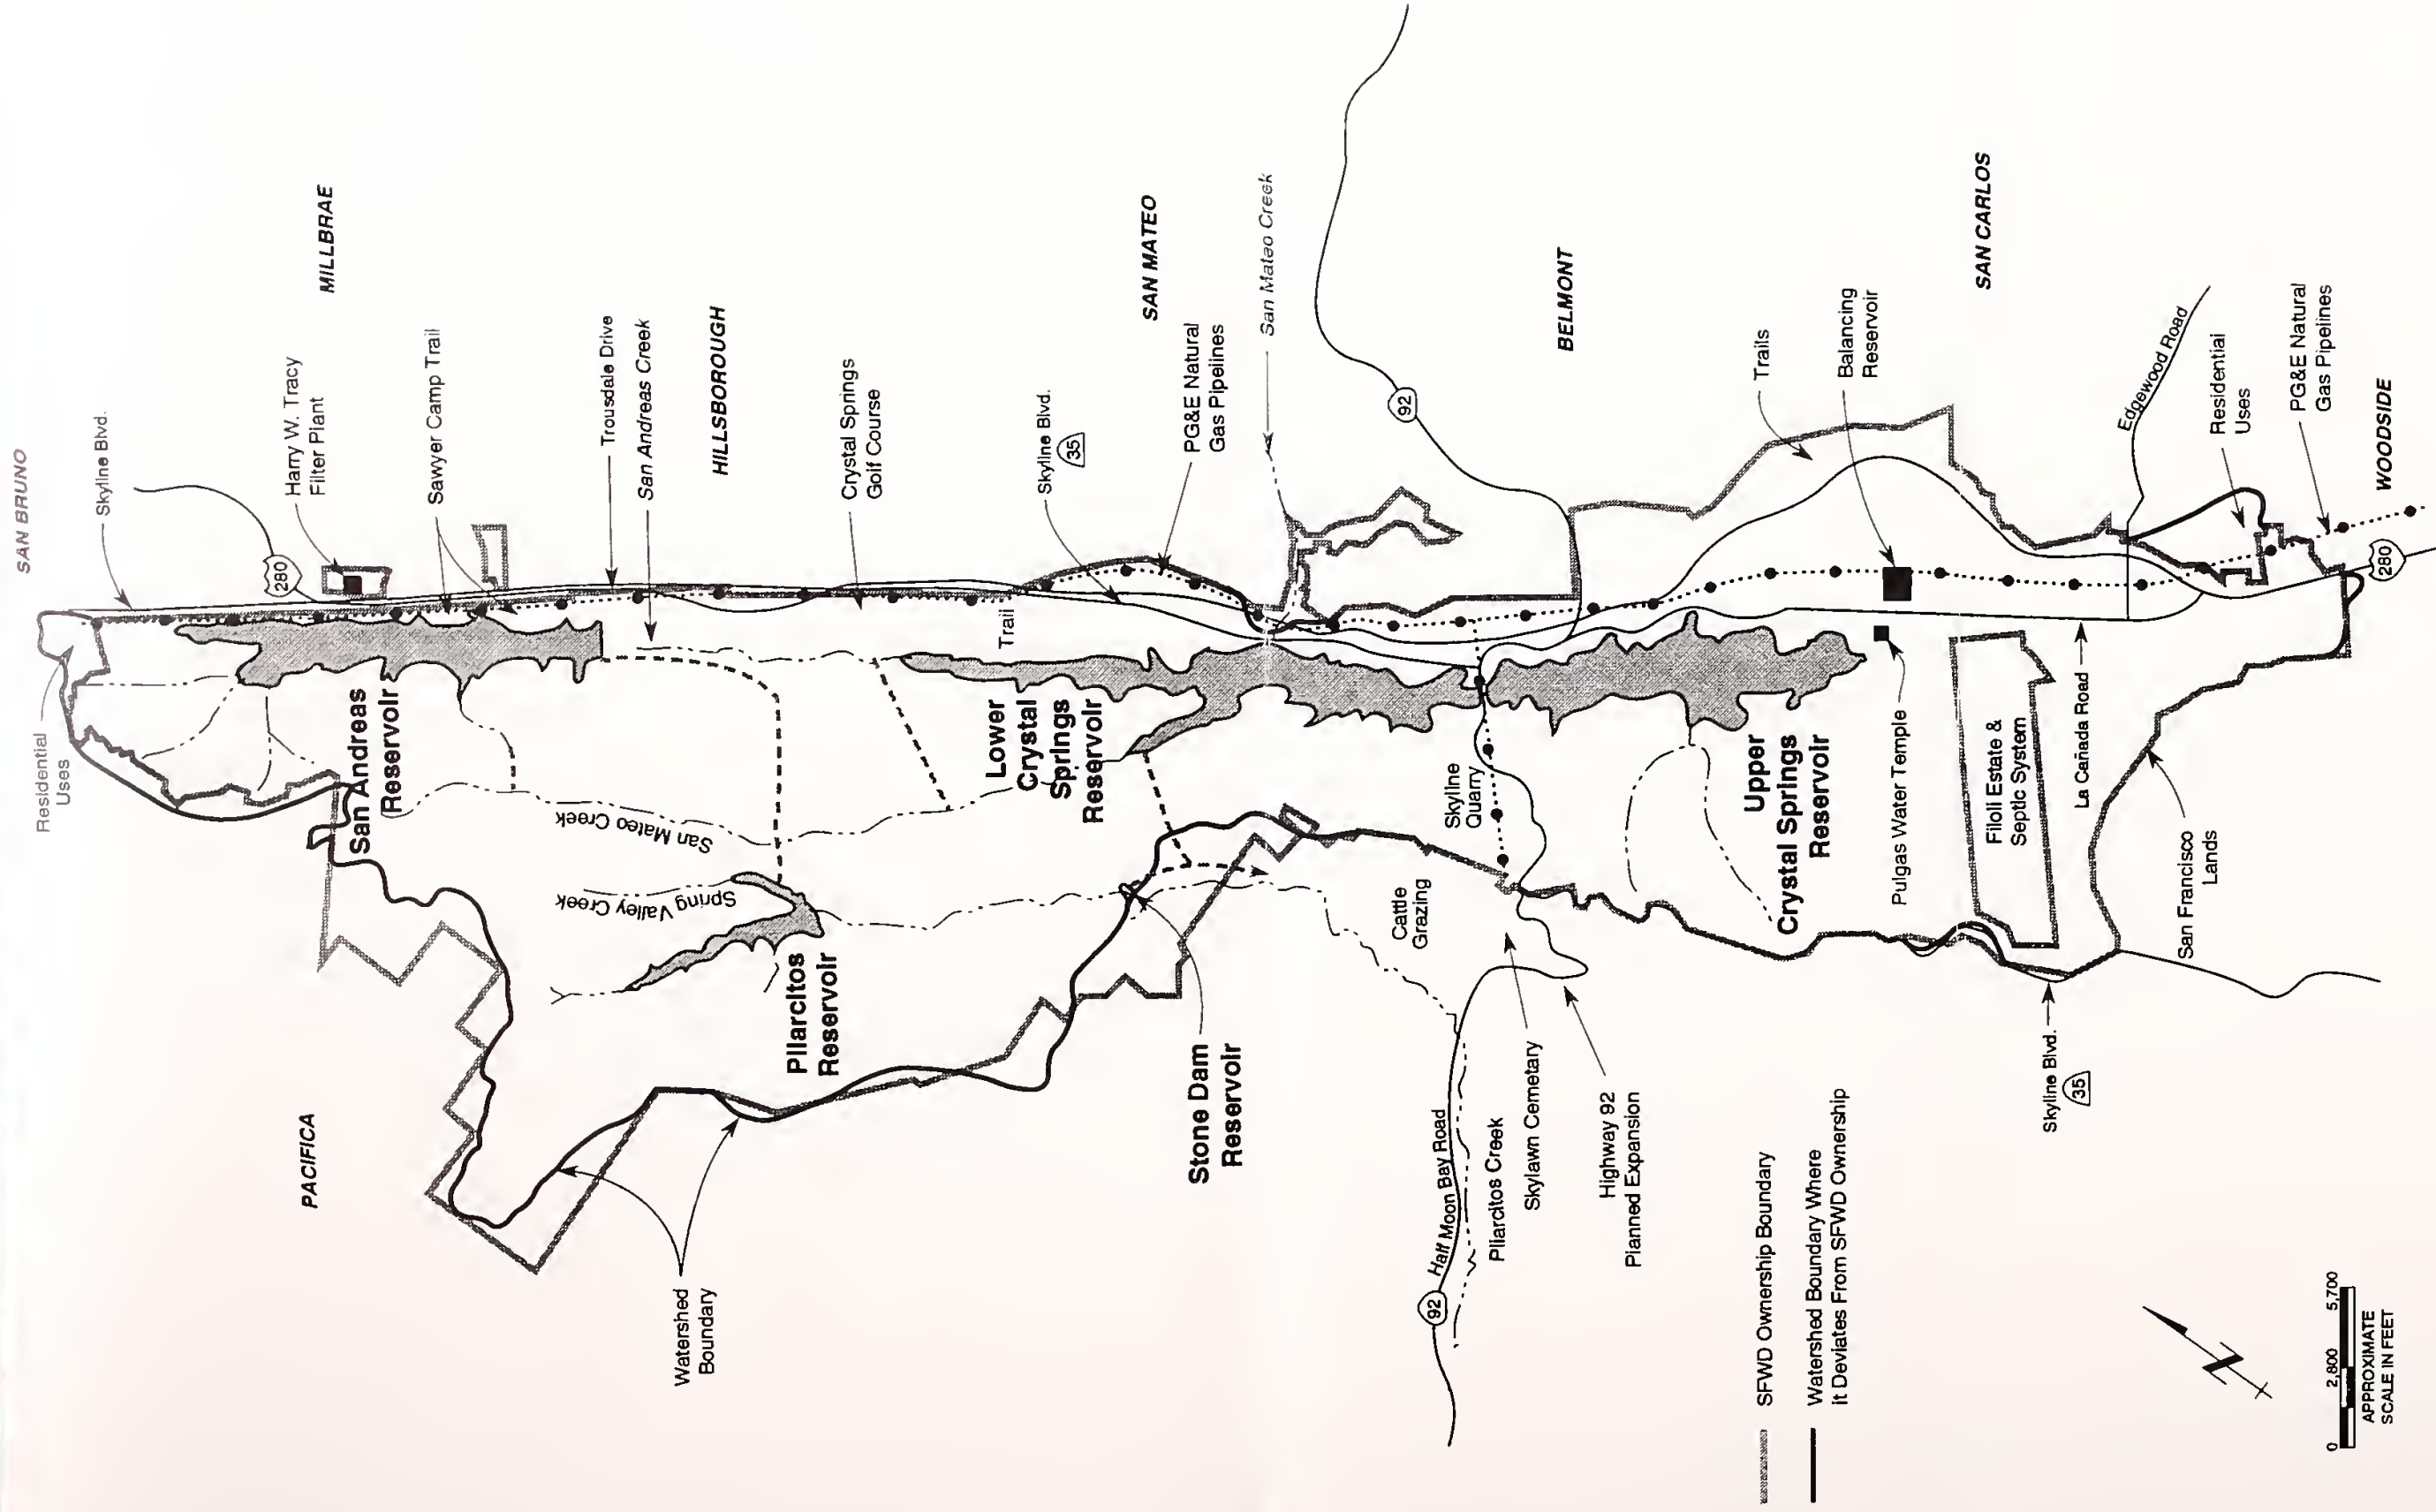 SAN BRUNO
Residential
Uses
Skyline Blvd.
280
MILLBRAE
Harry W. Tracy
Filter Plant
PACIFICA
San Andreas
Reservoir
Sawyer Camp Trail
Trousdale Drive
San Andreas Creek
San Mateo Creek
Spring Valley Creek
HILLSBOROUGH
Watershed
Boundary
Pilarcitos
Reservoir
Crystal Springs
Golf Course
Trail
Lower
Crystal
Springs
Reservoir
Skyline Blvd.
35
SAN MATEO
PG&E Natural
Gas Pipelines
Stone Dam
Reservoir
San Mateo Creek
92
Cattle
Grazing
Skyline
Quarry
92
Half Moon Bay Road
Pilarcitos Creek
Skylawn Cemetary
BELMONT
Highway 92
Planned Expansion
Upper
Crystal Springs
Reservoir
Trails
Balancing
Reservoir
Pulgas Water Temple
SAN CARLOS
Filoli Estate &
Septic System
Skyline Blvd.
35
La Cañada Road
Edgewood Road
San Francisco
Lands
Residential
Uses
PG&E Natural
Gas Pipelines
280
WOODSIDE
SFWD Ownership Boundary
Watershed Boundary Where
it Deviates From SFWD Ownership
N
0 2,800 5,700
APPROXIMATE
SCALE IN FEET